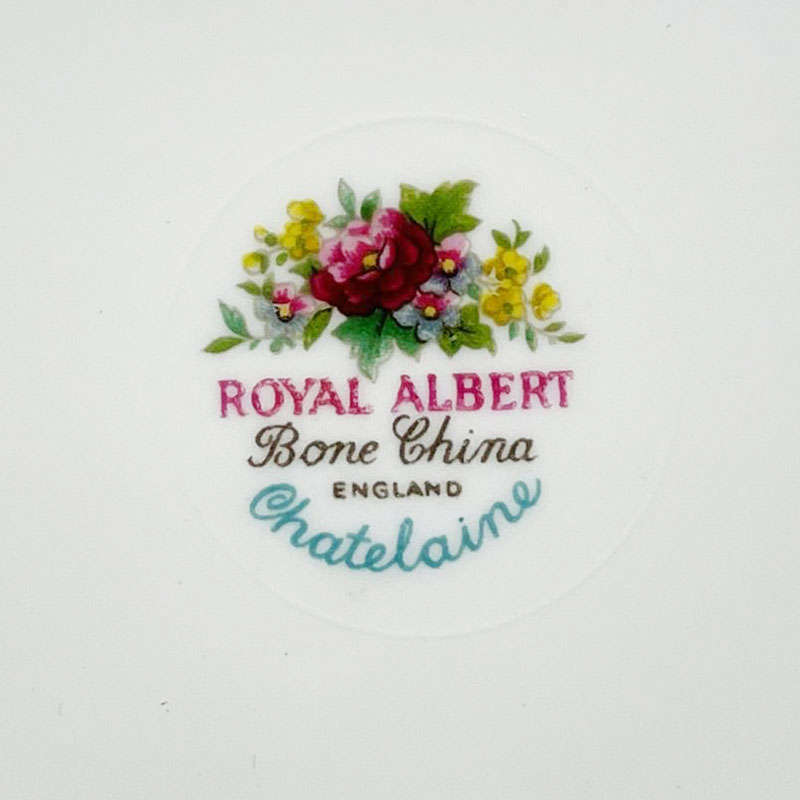 ROYAL ALBERT
Bone China
ENGLAND
Chatelaine